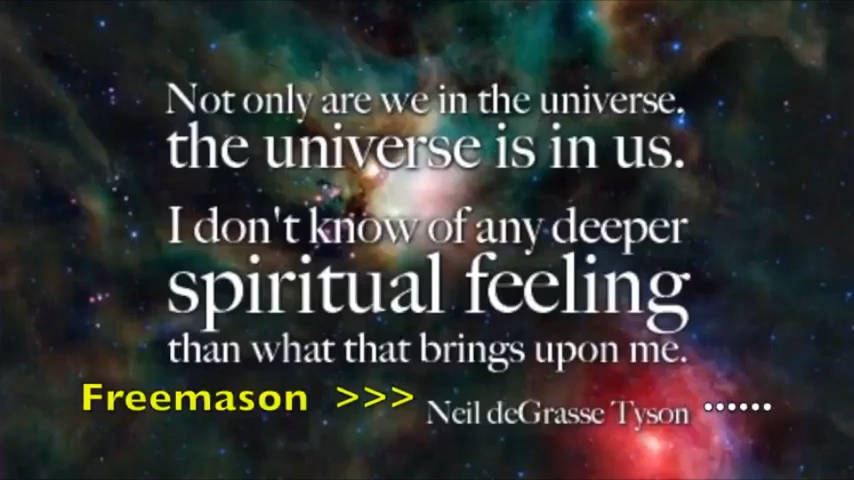 Not only are we in the universe.
the universe is in us.
I don't know of any deeper
spiritual feeling
than what that brings upon me.
Freemason >>> Neil deGrasse Tyson ......